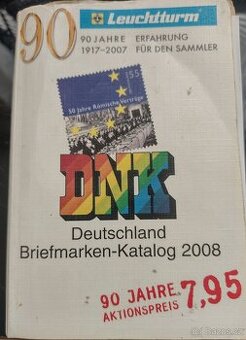 90
Leuchtturm
90 JAHRE ERFAHRUNG
1917–2007 FÜR DEN SAMMLER
50 Jahre Römische Verträge
55
DNK
Deutschland
Briefmarken-Katalog 2008
90 JAHRE
AKTIONSPREIS 7,95